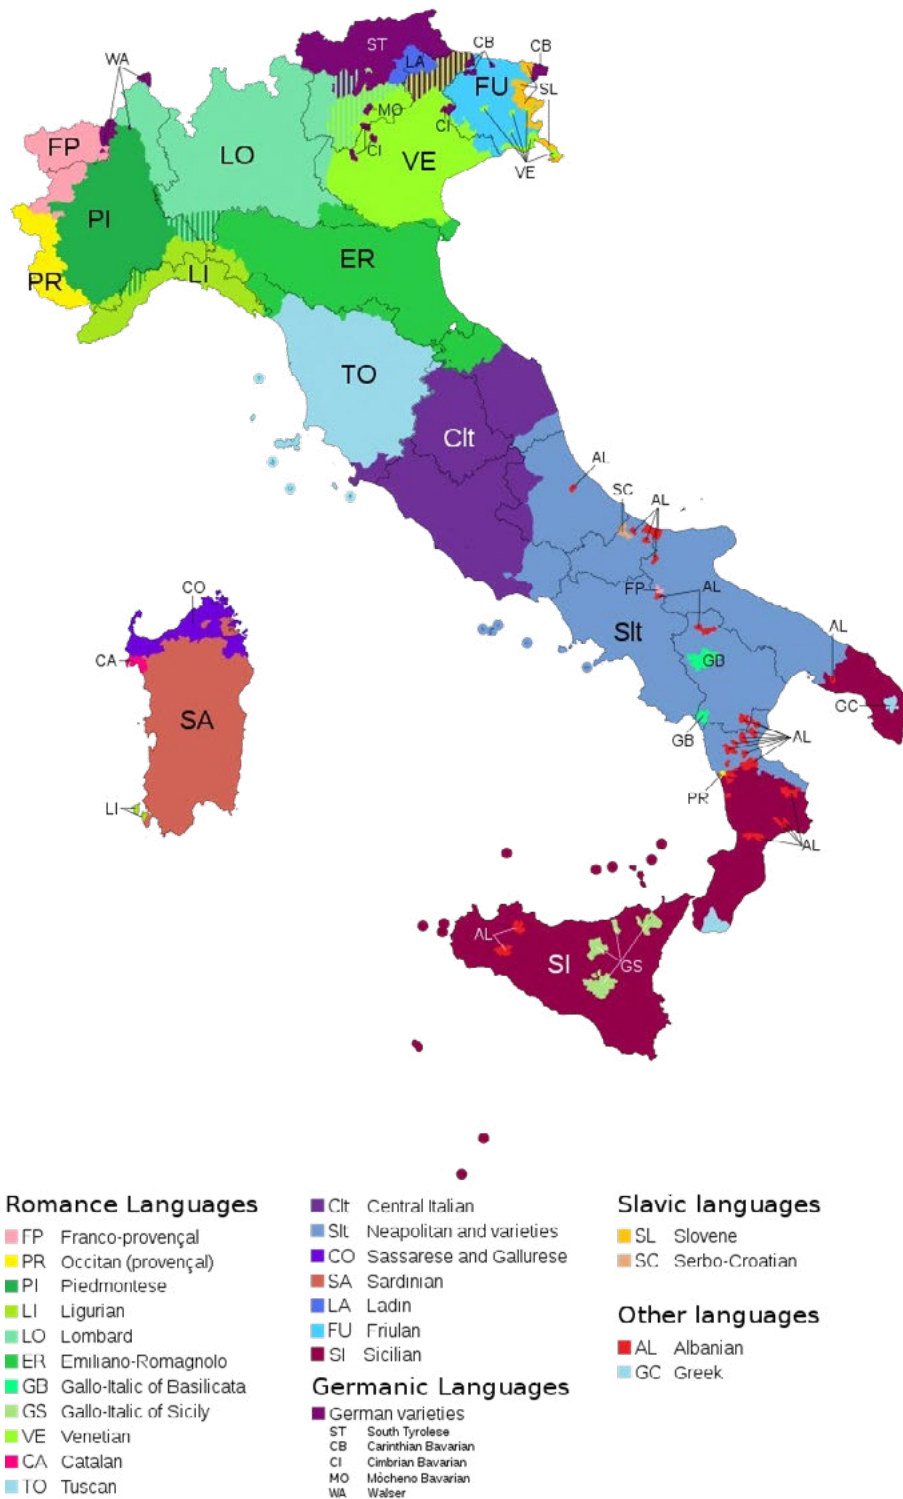 ST
CB
CB
WA
LA
FU
SL
MO
CI
FP
LO
CI
VE
VE
PI
ER
PR
LI
TO
Clt
AL
SC
AL
CO
FP
AL
Slt
AL
CA
GB
GC
SA
GB
AL
PR
LI
AL
AL
SI
GS
Romance Languages
FP Franco-provençal
PR Occitan (provençal)
PI Piedmontese
LI Ligurian
LO Lombard
ER Emiliano-Romagnolo
GB Gallo-Italic of Basilicata
GS Gallo-Italic of Sicily
VE Venetian
CA Catalan
TO Tuscan
Clt Central Italian
Slt Neapolitan and varieties
CO Sassarese and Gallurese
SA Sardinian
LA Ladin
FU Friulan
SI Sicilian
Germanic Languages
German varieties
ST South Tyrolese
CB Carinthian Bavarian
CI Cimbrian Bavarian
MO Mòcheno Bavarian
WA Walser
Slavic languages
SL Slovene
SC Serbo-Croatian
Other languages
AL Albanian
GC Greek